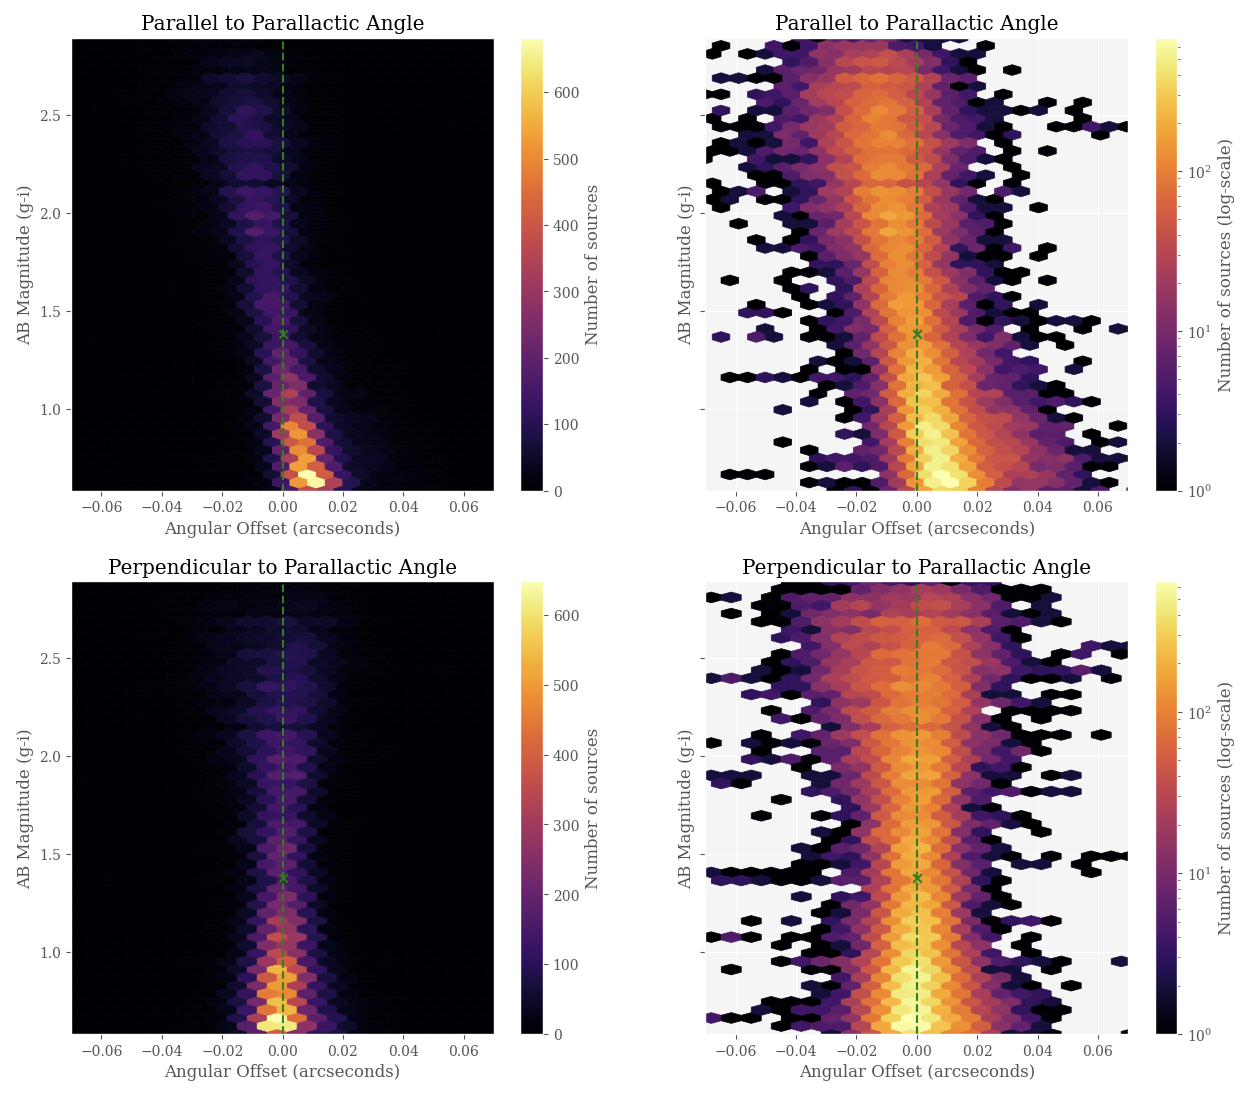 Parallel to Parallactic Angle
AB Magnitude (g-i)
2.5
2.0
1.5
1.0
−0.06 −0.04 −0.02 0.00 0.02 0.04 0.06
Angular Offset (arcseconds)
600
500
400
300
200
100
0
Number of sources
Parallel to Parallactic Angle
AB Magnitude (g-i)
−0.06 −0.04 −0.02 0.00 0.02 0.04 0.06
Angular Offset (arcseconds)
10²
10¹
10⁰
Number of sources (log-scale)
Perpendicular to Parallactic Angle
AB Magnitude (g-i)
2.5
2.0
1.5
1.0
−0.06 −0.04 −0.02 0.00 0.02 0.04 0.06
Angular Offset (arcseconds)
600
500
400
300
200
100
0
Number of sources
Perpendicular to Parallactic Angle
AB Magnitude (g-i)
−0.06 −0.04 −0.02 0.00 0.02 0.04 0.06
Angular Offset (arcseconds)
10²
10¹
10⁰
Number of sources (log-scale)